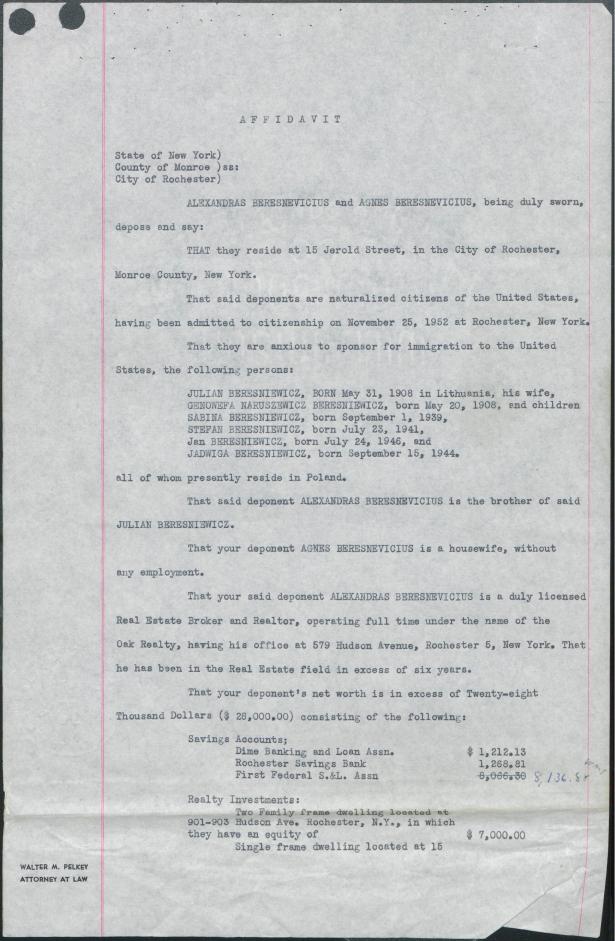 AFFIDAVIT
State of New York)
County of Monroe )ss:
City of Rochester)
ALEXANDRAS BERESNEVICIUS and AGNES BERESNEVICIUS, being duly sworn,
depose and say:
THAT they reside at 15 Jerold Street, in the City of Rochester,
Monroe County, New York.
That said deponents are naturalized citizens of the United States,
having been admitted to citizenship on November 25, 1952 at Rochester, New York.
That they are anxious to sponsor for immigration to the United
States, the following persons:
JULIAN BERESNIEWICZ, BORN May 31, 1908 in Lithuania, his wife,
GENOWEFA NARUSZEWICZ BERESNIEWICZ, born May 20, 1908, and children
SABINA BERESNIEWICZ, born September 1, 1939,
STEFAN BERESNIEWICZ, born July 23, 1941,
Jan BERESNIEWICZ, born July 24, 1946, and
JADWIGA BERESNIEWICZ, born September 15, 1944.
all of whom presently reside in Poland.
That said deponent ALEXANDRAS BERESNEVICIUS is the brother of said
JULIAN BERESNIEWICZ.
That your deponent AGNES BERESNEVICIUS is a housewife, without
any employment.
That your said deponent ALEXANDRAS BERESNEVICIUS is a duly licensed
Real Estate Broker and Realtor, operating full time under the name of the
Oak Realty, having his office at 579 Hudson Avenue, Rochester 5, New York. That
he has been in the Real Estate field in excess of six years.
That your deponent's net worth is in excess of Twenty-eight
Thousand Dollars ($ 28,000.00) consisting of the following:
Savings Accounts;
Dime Banking and Loan Assn. $ 1,212.13
Rochester Savings Bank 1,268.81
First Federal S.&L. Assn
Realty Investments:
Two Family frame dwelling located at
901-903 Hudson Ave. Rochester, N.Y., in which
they have an equity of $ 7,000.00
Single frame dwelling located at 15
WALTER M. PELKEY
ATTORNEY AT LAW